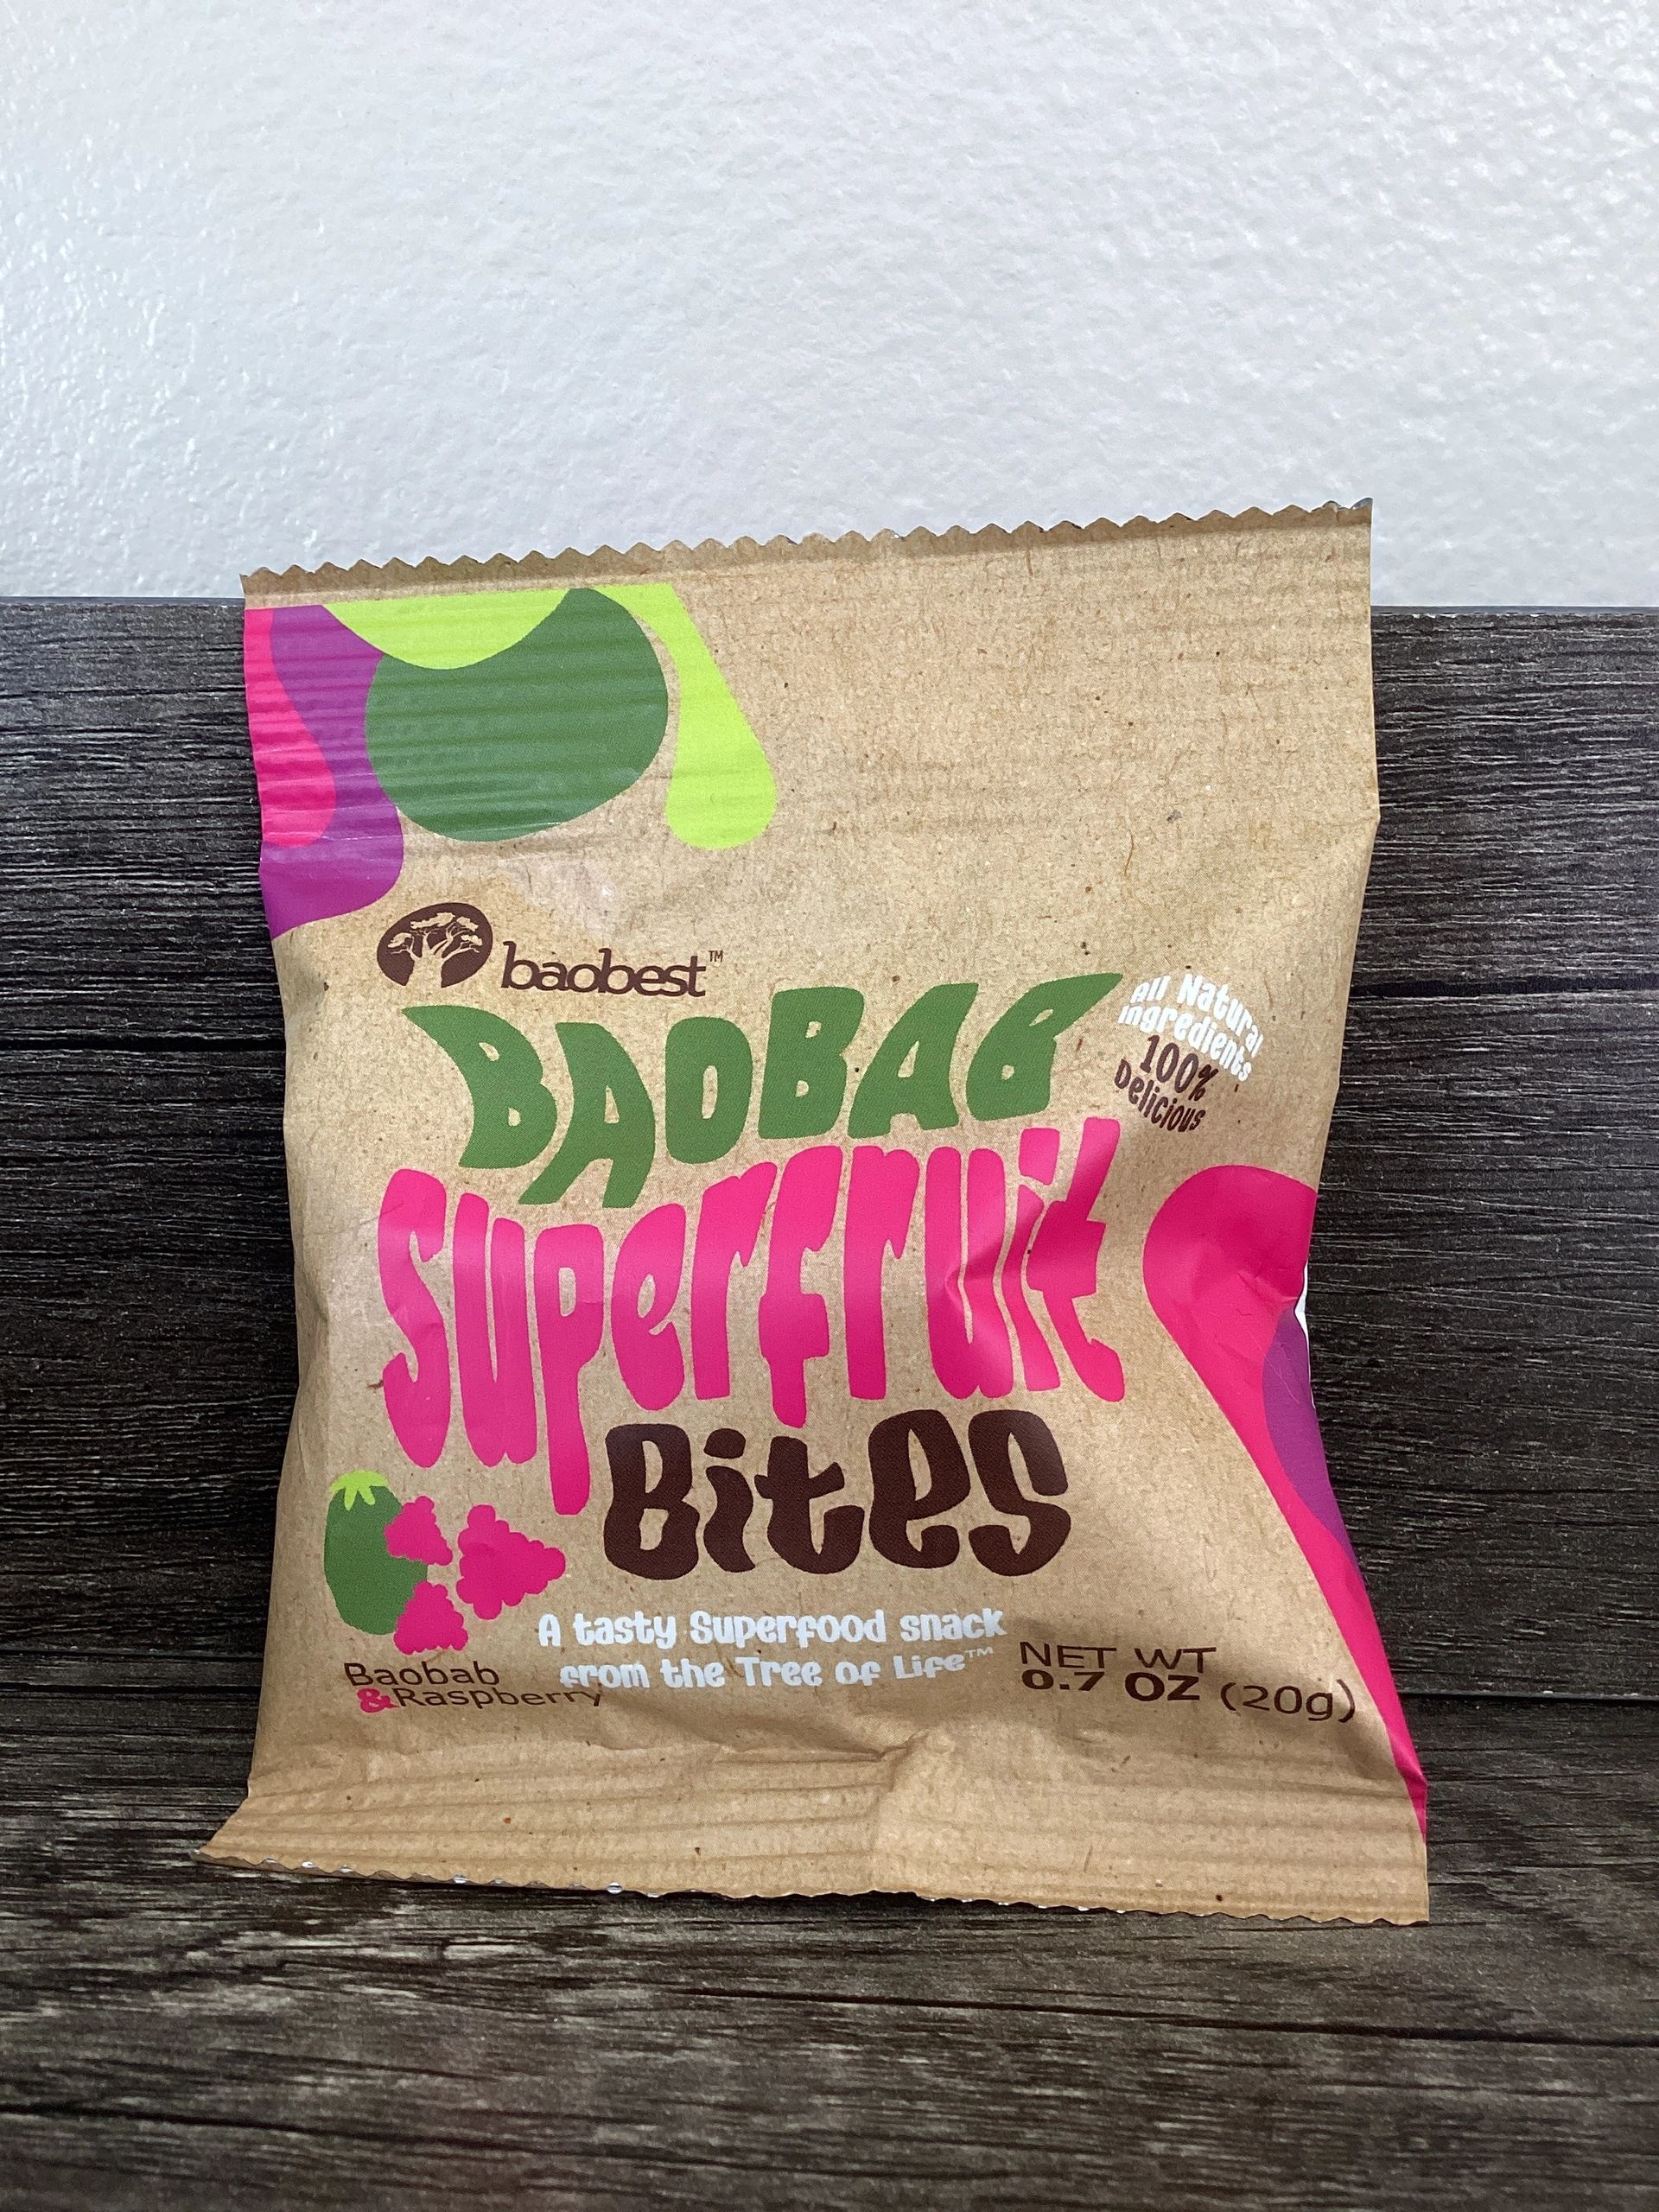 baobest™
BAOBAB
All Natural
ingredients
100%
Delicious
Superfruit
Bites
A tasty Superfood snack
from the Tree of Life™
Baobab
&Raspberry
NET WT
0.7 OZ (20g)